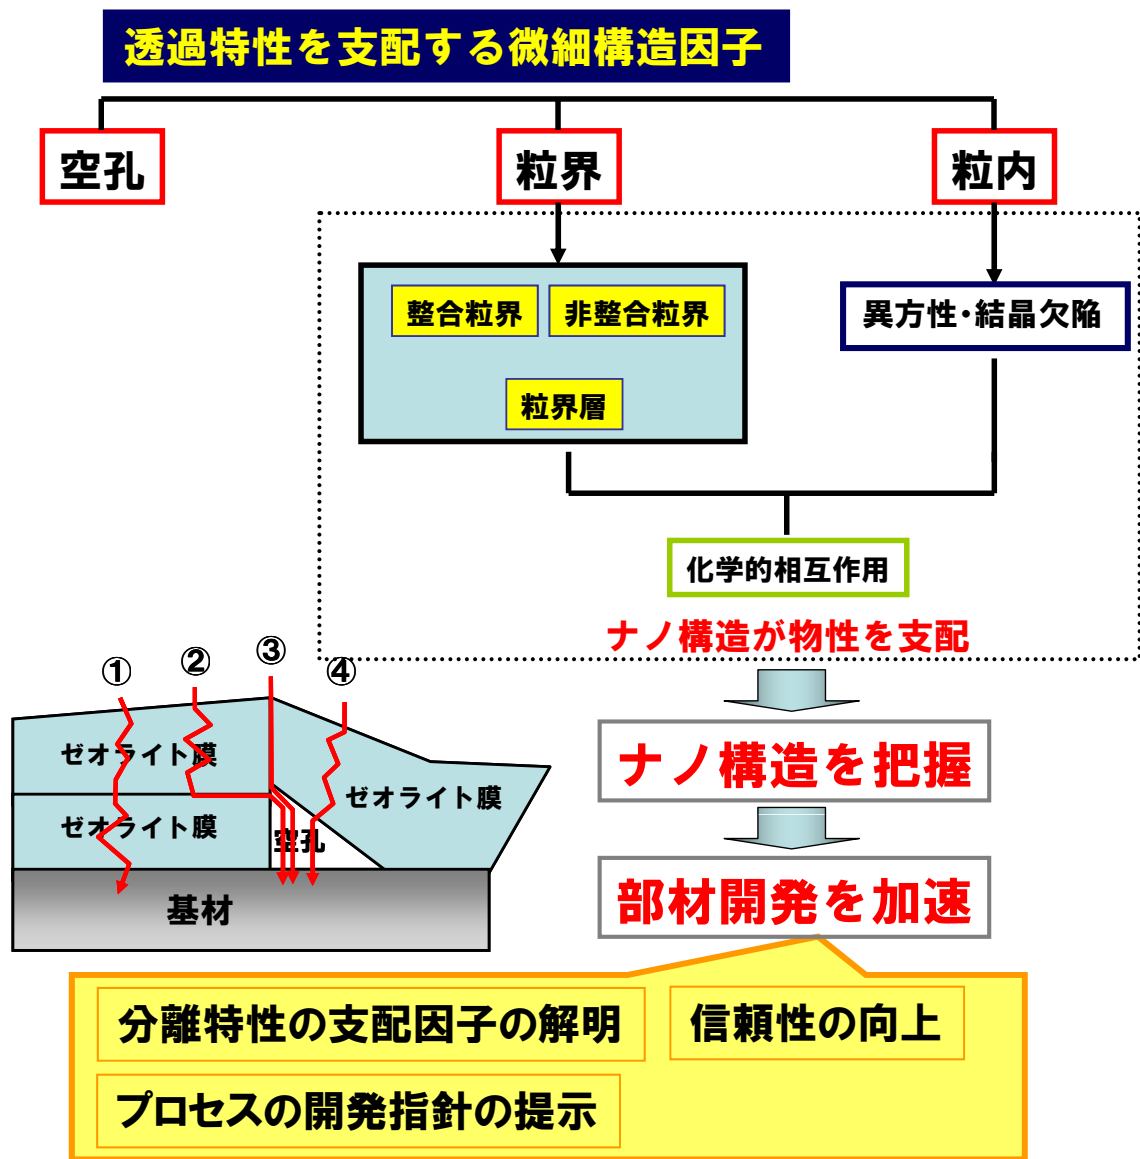 透過特性を支配する微細構造因子
空孔
粒界
粒内
整合粒界
非整合粒界
異方性・結晶欠陥
粒界層
化学的相互作用
ナノ構造が物性を支配
①
②
③
④
ゼオライト膜
ゼオライト膜
ゼオライト膜
空孔
基材
ナノ構造を把握
部材開発を加速
分離特性の支配因子の解明
信頼性の向上
プロセスの開発指針の提示